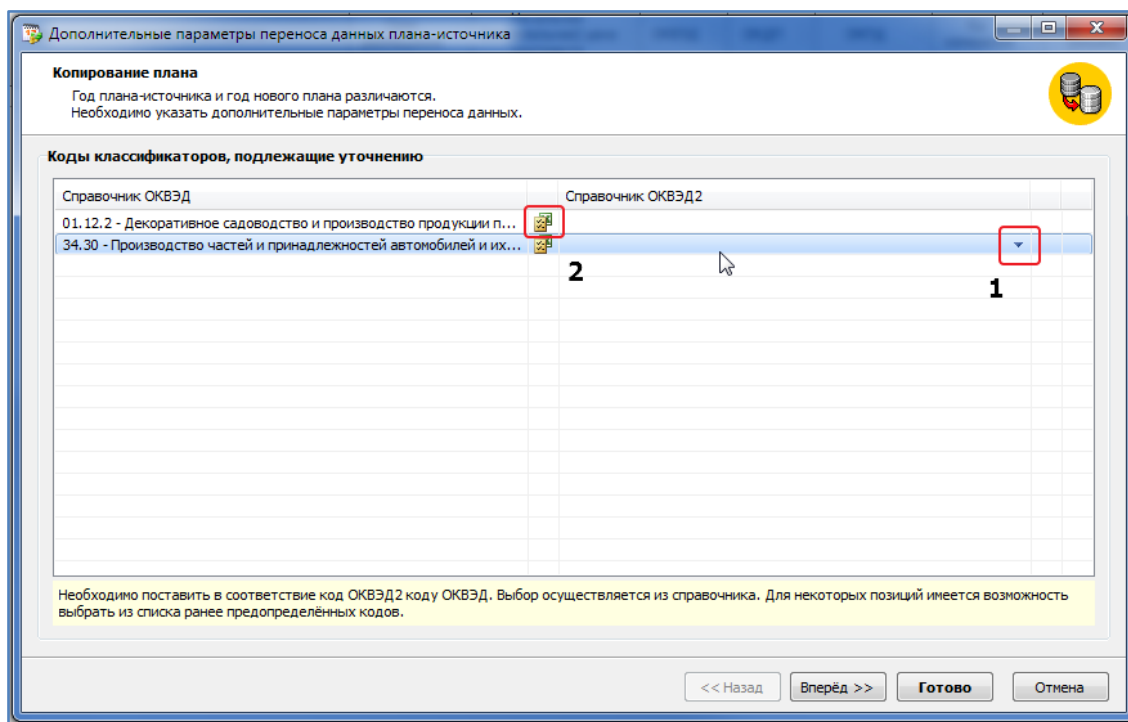 Дополнительные параметры переноса данных плана-источника
Копирование плана
Год плана-источника и год нового плана различаются.
Необходимо указать дополнительные параметры переноса данных.
Коды классификаторов, подлежащие уточнению
Справочник ОКВЭД Справочник ОКВЭД2
01.12.2 - Декоративное садоводство и производство продукции п...
34.30 - Производство частей и принадлежностей автомобилей и их...
2
1
Необходимо поставить в соответствие код ОКВЭД2 коду ОКВЭД. Выбор осуществляется из справочника. Для некоторых позиций имеется возможность
выбрать из списка ранее предопределённых кодов.
<< Назад Вперёд >> Готово Отмена